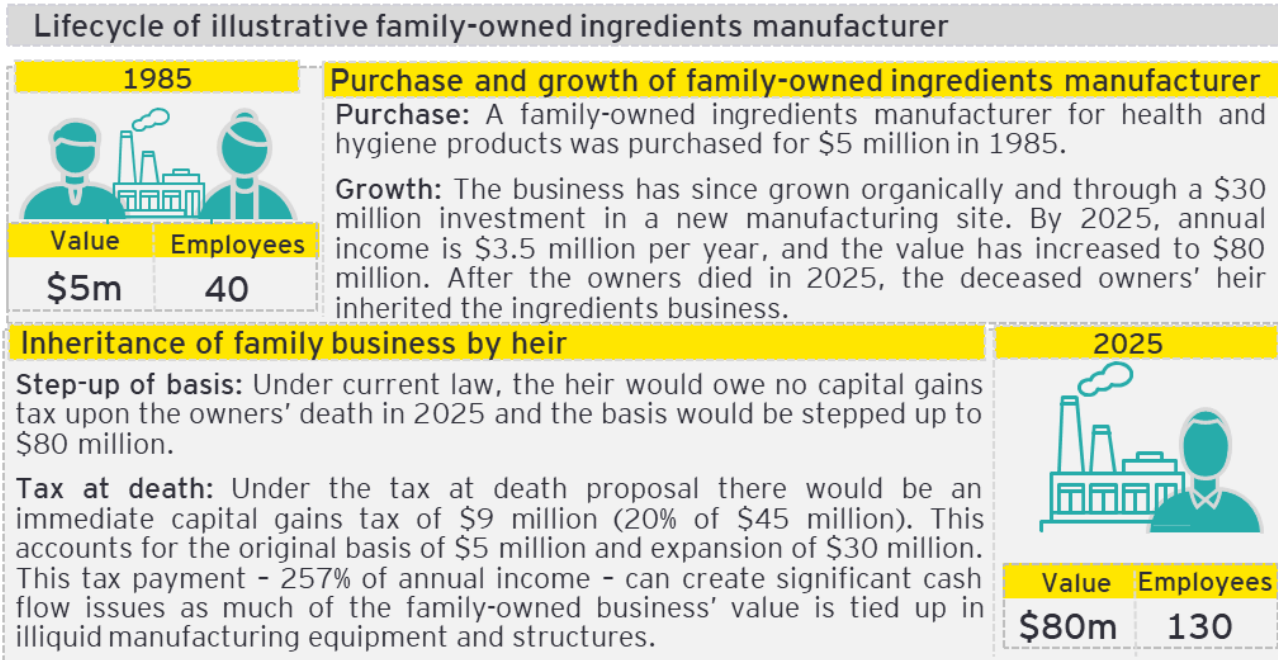 Lifecycle of illustrative family-owned ingredients manufacturer
1985
Value Employees
$5m 40
Purchase and growth of family-owned ingredients manufacturer
Purchase: A family-owned ingredients manufacturer for health and
hygiene products was purchased for $5 million in 1985.
Growth: The business has since grown organically and through a $30
million investment in a new manufacturing site. By 2025, annual
income is $3.5 million per year, and the value has increased to $80
million. After the owners died in 2025, the deceased owners' heir
inherited the ingredients business.
Inheritance of family business by heir
Step-up of basis: Under current law, the heir would owe no capital gains
tax upon the owners' death in 2025 and the basis would be stepped up to
$80 million.
Tax at death: Under the tax at death proposal there would be an
immediate capital gains tax of $9 million (20% of $45 million). This
accounts for the original basis of $5 million and expansion of $30 million.
This tax payment – 257% of annual income – can create significant cash
flow issues as much of the family-owned business' value is tied up in
illiquid manufacturing equipment and structures.
2025
Value Employees
$80m 130